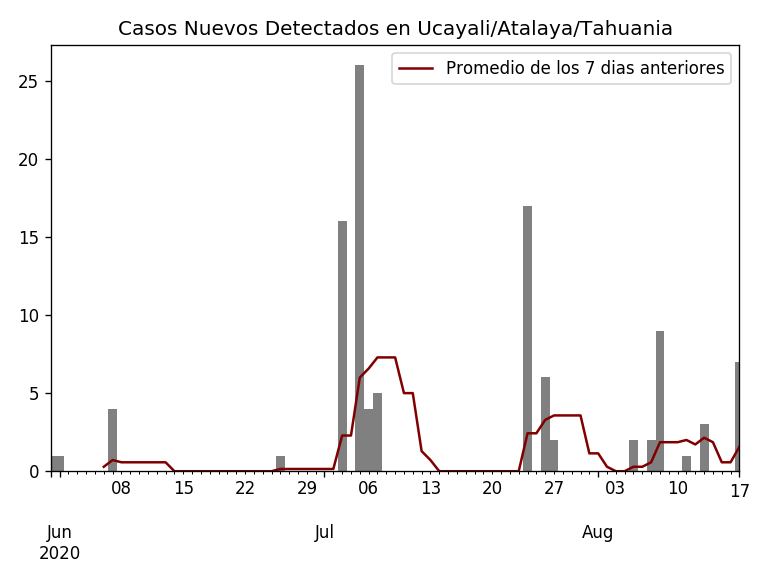 Casos Nuevos Detectados en Ucayali/Atalaya/Tahuania
Promedio de los 7 dias anteriores
25
20
15
10
5
0
08 15 22 29 06 13 20 27 03 10 17
Jun Jul Aug
2020